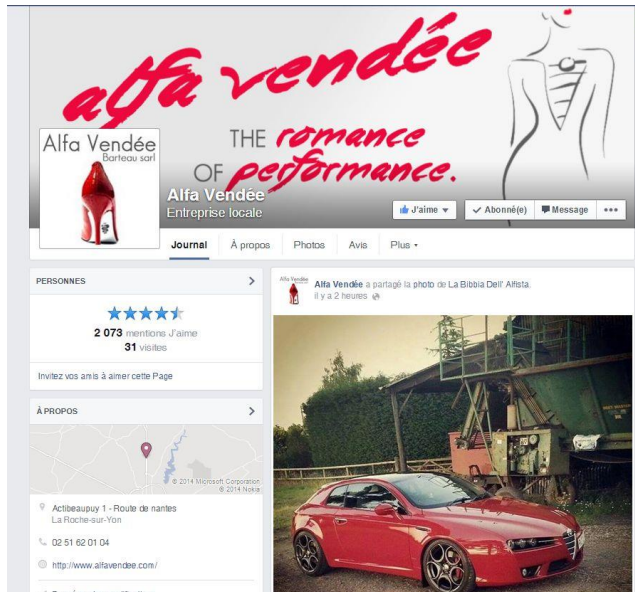 alfa vendée
THE romance
OF performance.
Alfa Vendée
Barteau sarl
Alfa Vendée
Entreprise locale
J'aime
Abonné(e)
Message
Journal
À propos
Photos
Avis
Plus
PERSONNES
2 073 mentions J'aime
31 visites
Invitez vos amis à aimer cette Page
À PROPOS
© 2014 Microsoft Corporation
© 2014 Nokia
Actibeaupuy 1 - Route de nantes
La Roche-sur-Yon
02 51 62 01 04
http://www.alfavendee.com/
Alfa Vendée
Alfa Vendée a partagé la photo de La Bibbia Dell' Alfista.
il y a 2 heures